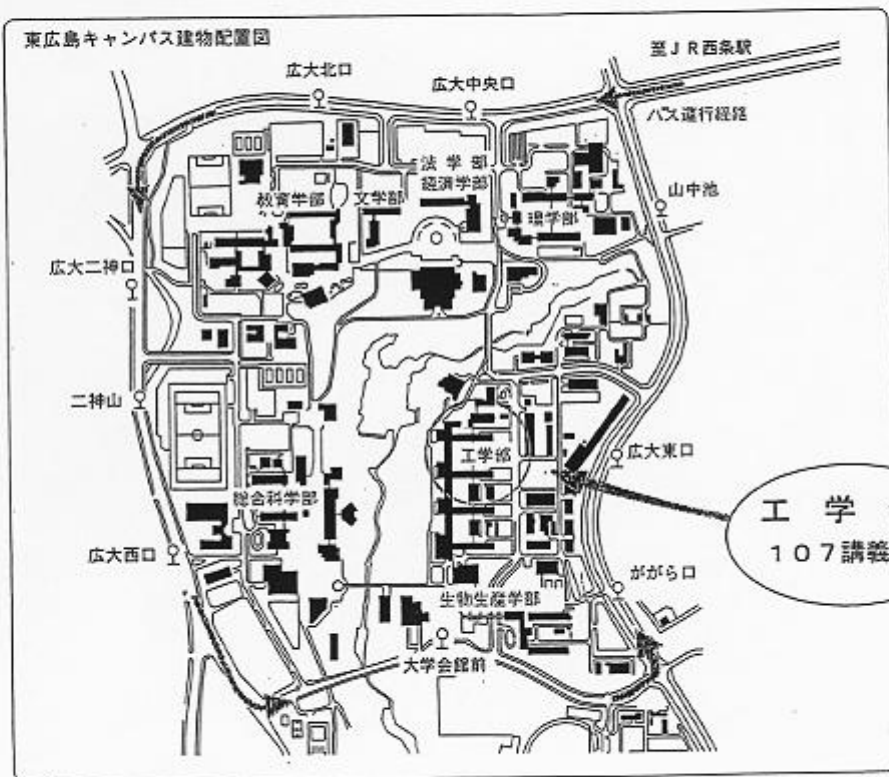 東広島キャンパス建物配置図
至JR西条駅
広大北口
広大中央口
バス運行経路
法学部
経済学部
山中池
教育学部
文学部
理学部
広大二神口
二神山
工学部
広大東口
総合科学部
工学
107講義
広大西口
ががら口
生物生産学部
大学会館前